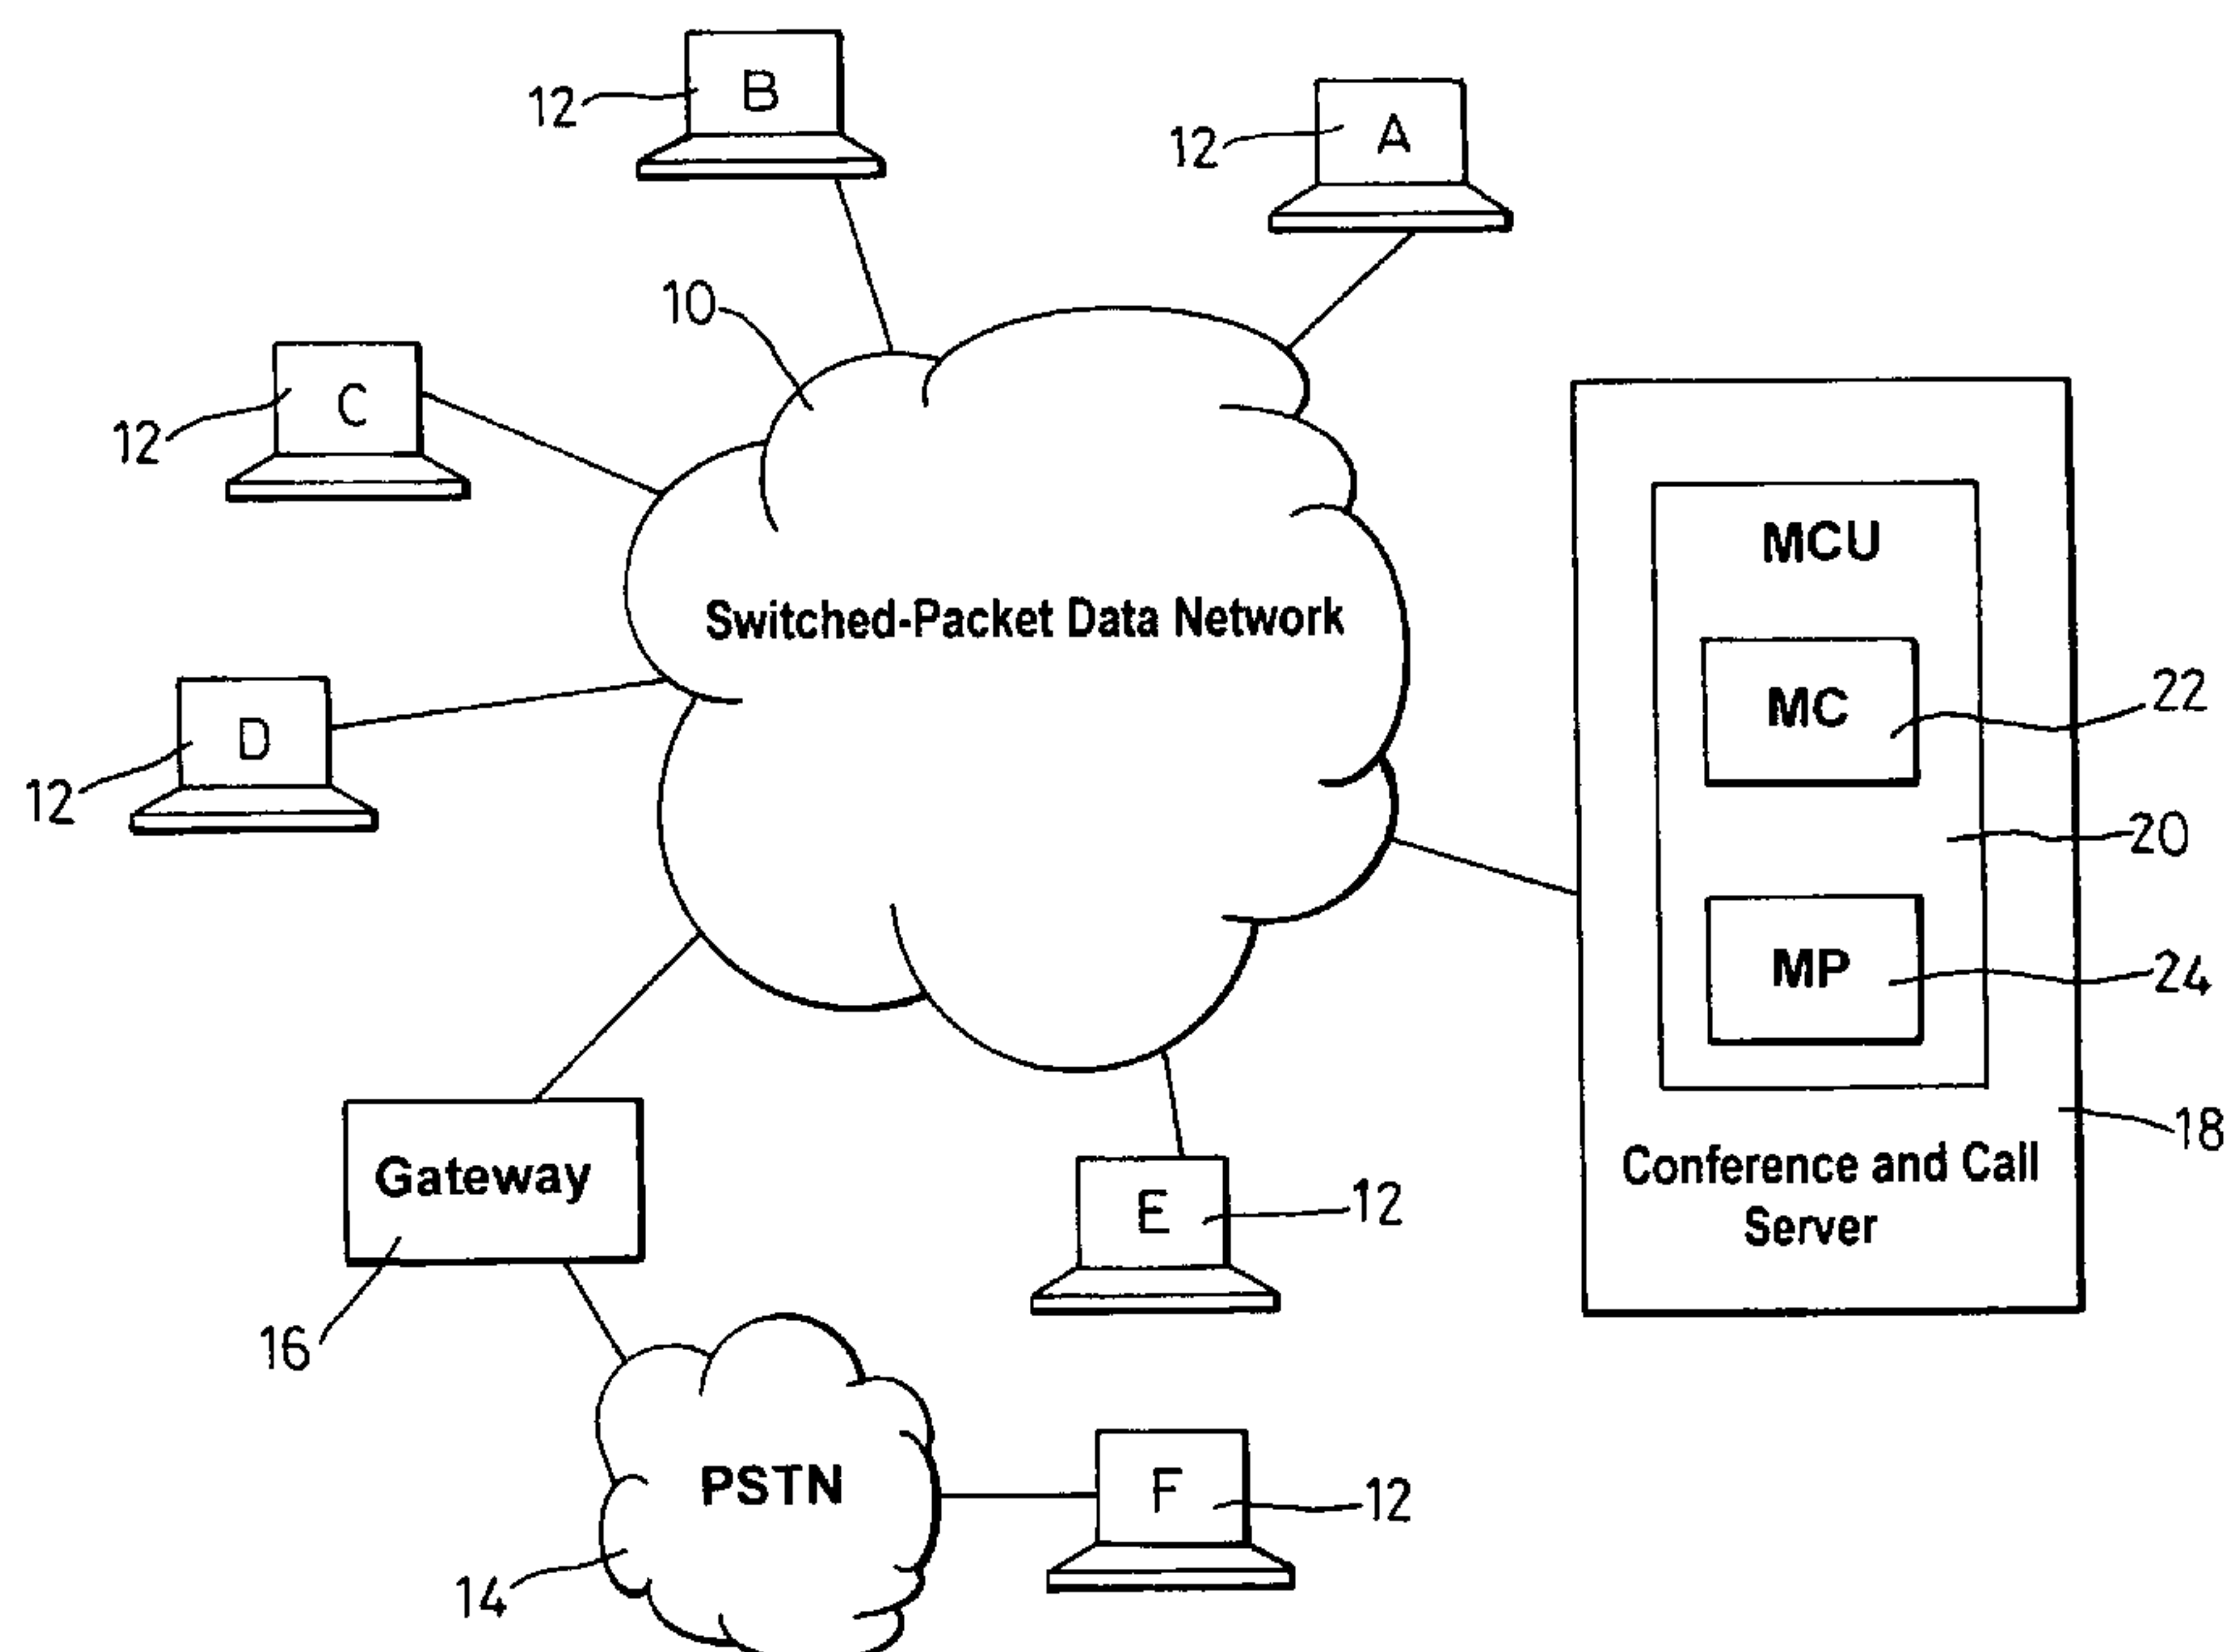 B
12
A
12
10
C
12
Switched-Packet Data Network
MCU
MC
22
D
12
20
MP
24
18
Conference and Call
Server
Gateway
16
E
12
PSTN
14
F
12